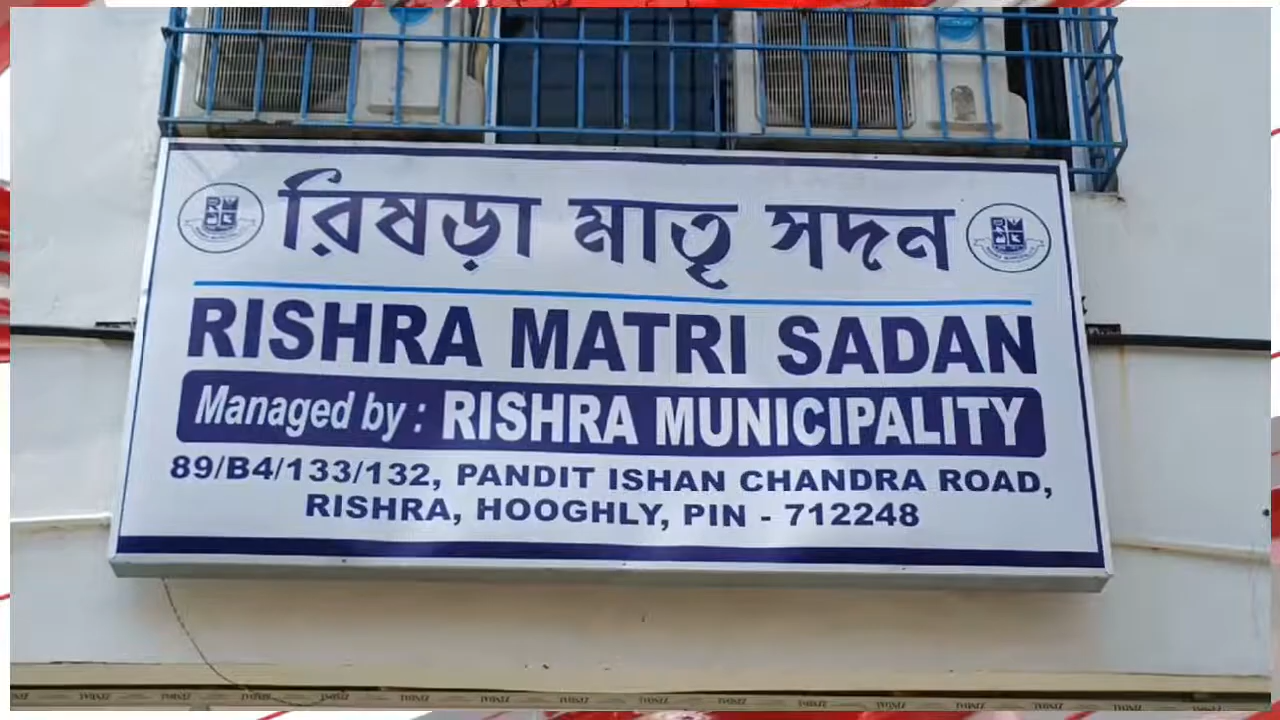 রিষড়া মাতৃ সদন
RISHRA MATRI SADAN
Managed by : RISHRA MUNICIPALITY
89/B4/133/132, PANDIT ISHAN CHANDRA ROAD,
RISHRA, HOOGHLY, PIN - 712248